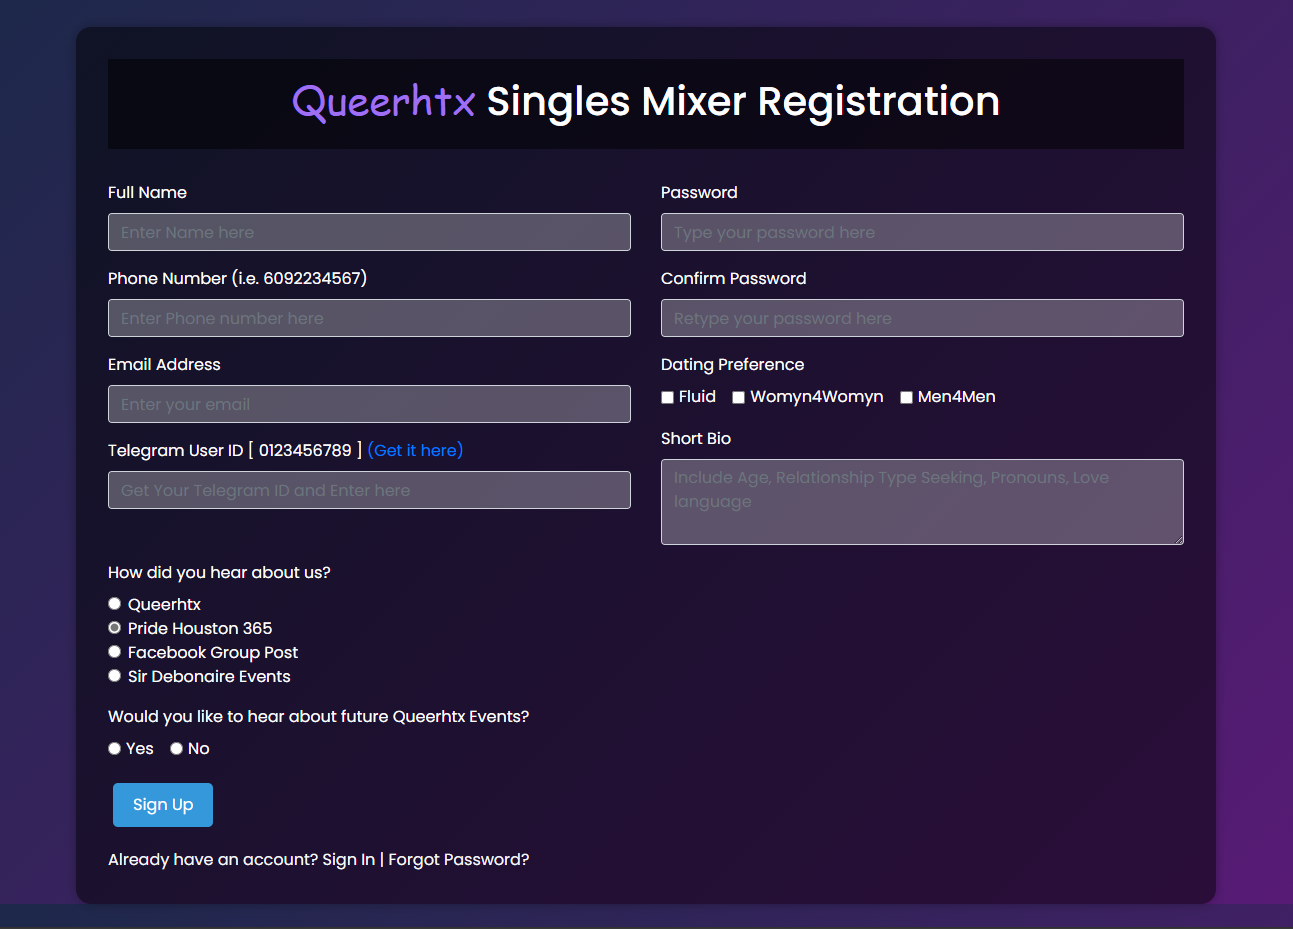 Queerhtx Singles Mixer Registration
Full Name
Enter Name here
Phone Number (i.e. 6092234567)
Enter Phone number here
Email Address
Enter your email
Telegram User ID [ 0123456789 ] (Get it here)
Get Your Telegram ID and Enter here
Password
Type your password here
Confirm Password
Retype your password here
Dating Preference
Fluid Womyn4Womyn Men4Men
Short Bio
Include Age, Relationship Type Seeking, Pronouns, Love
language
How did you hear about us?
Queerhtx
Pride Houston 365
Facebook Group Post
Sir Debonaire Events
Would you like to hear about future Queerhtx Events?
Yes No
Sign Up
Already have an account? Sign In | Forgot Password?